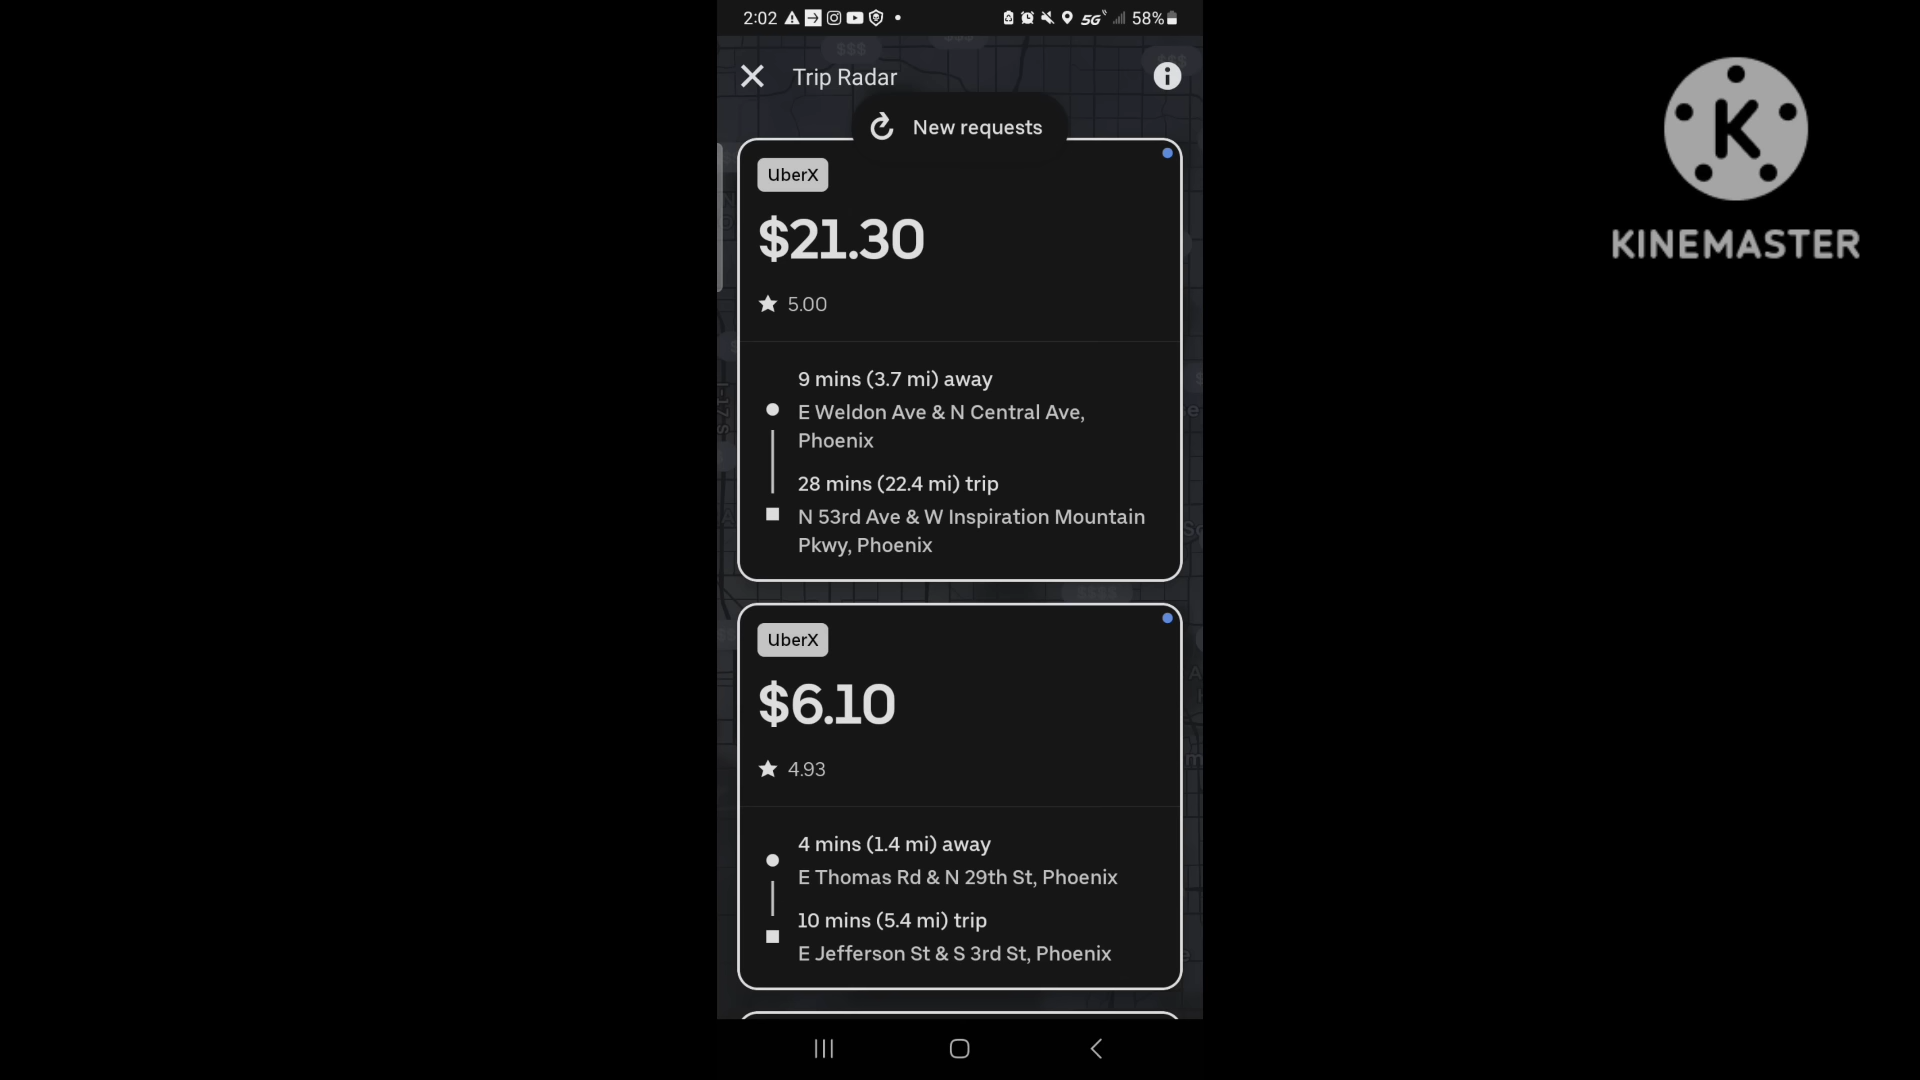 2:02
5G
58%
Trip Radar
New requests
UberX
$21.30
5.00
9 mins (3.7 mi) away
E Weldon Ave & N Central Ave,
Phoenix
28 mins (22.4 mi) trip
N 53rd Ave & W Inspiration Mountain
Pkwy, Phoenix
UberX
$6.10
4.93
4 mins (1.4 mi) away
E Thomas Rd & N 29th St, Phoenix
10 mins (5.4 mi) trip
E Jefferson St & S 3rd St, Phoenix
K
KINEMASTER